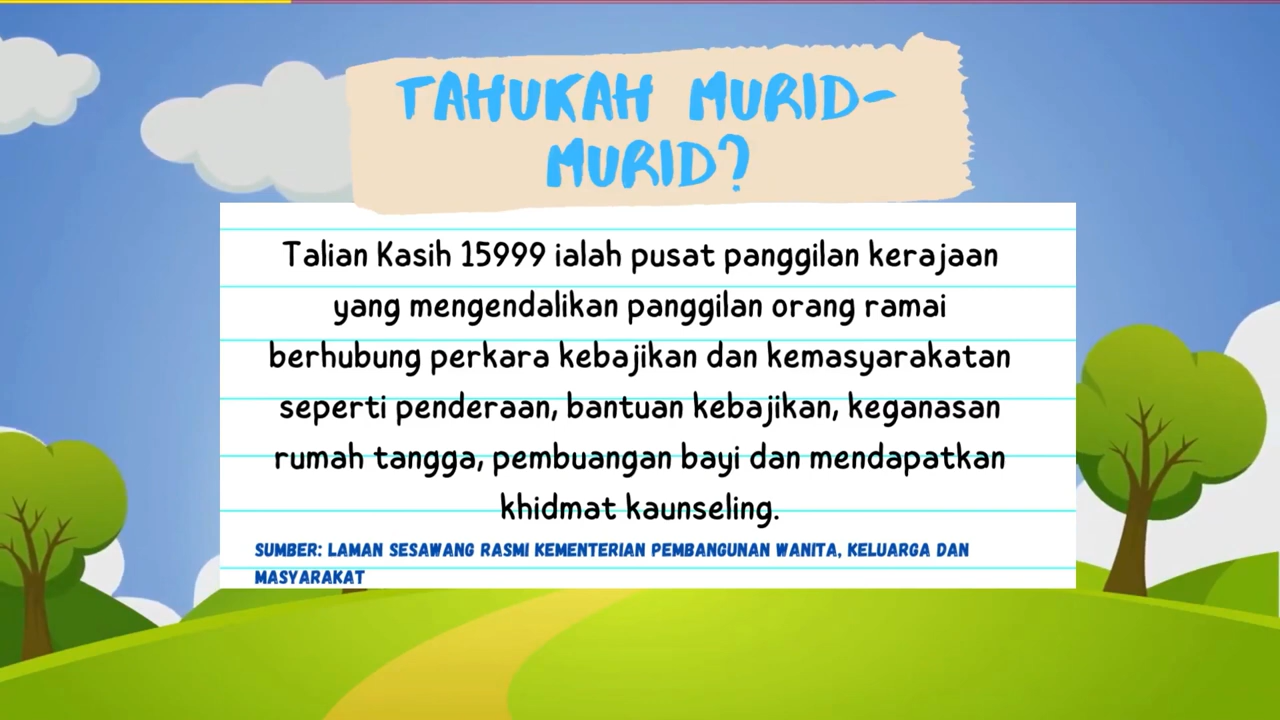 TAHUKAH MURID-
MURID?
Talian Kasih 15999 ialah pusat panggilan kerajaan
yang mengendalikan panggilan orang ramai
berhubung perkara kebajikan dan kemasyarakatan
seperti penderaan, bantuan kebajikan, keganasan
rumah tangga, pembuangan bayi dan mendapatkan
khidmat kaunseling.
SUMBER: LAMAN SESAWANG RASMI KEMENTERIAN PEMBANGUNAN WANITA, KELUARGA DAN
MASYARAKAT